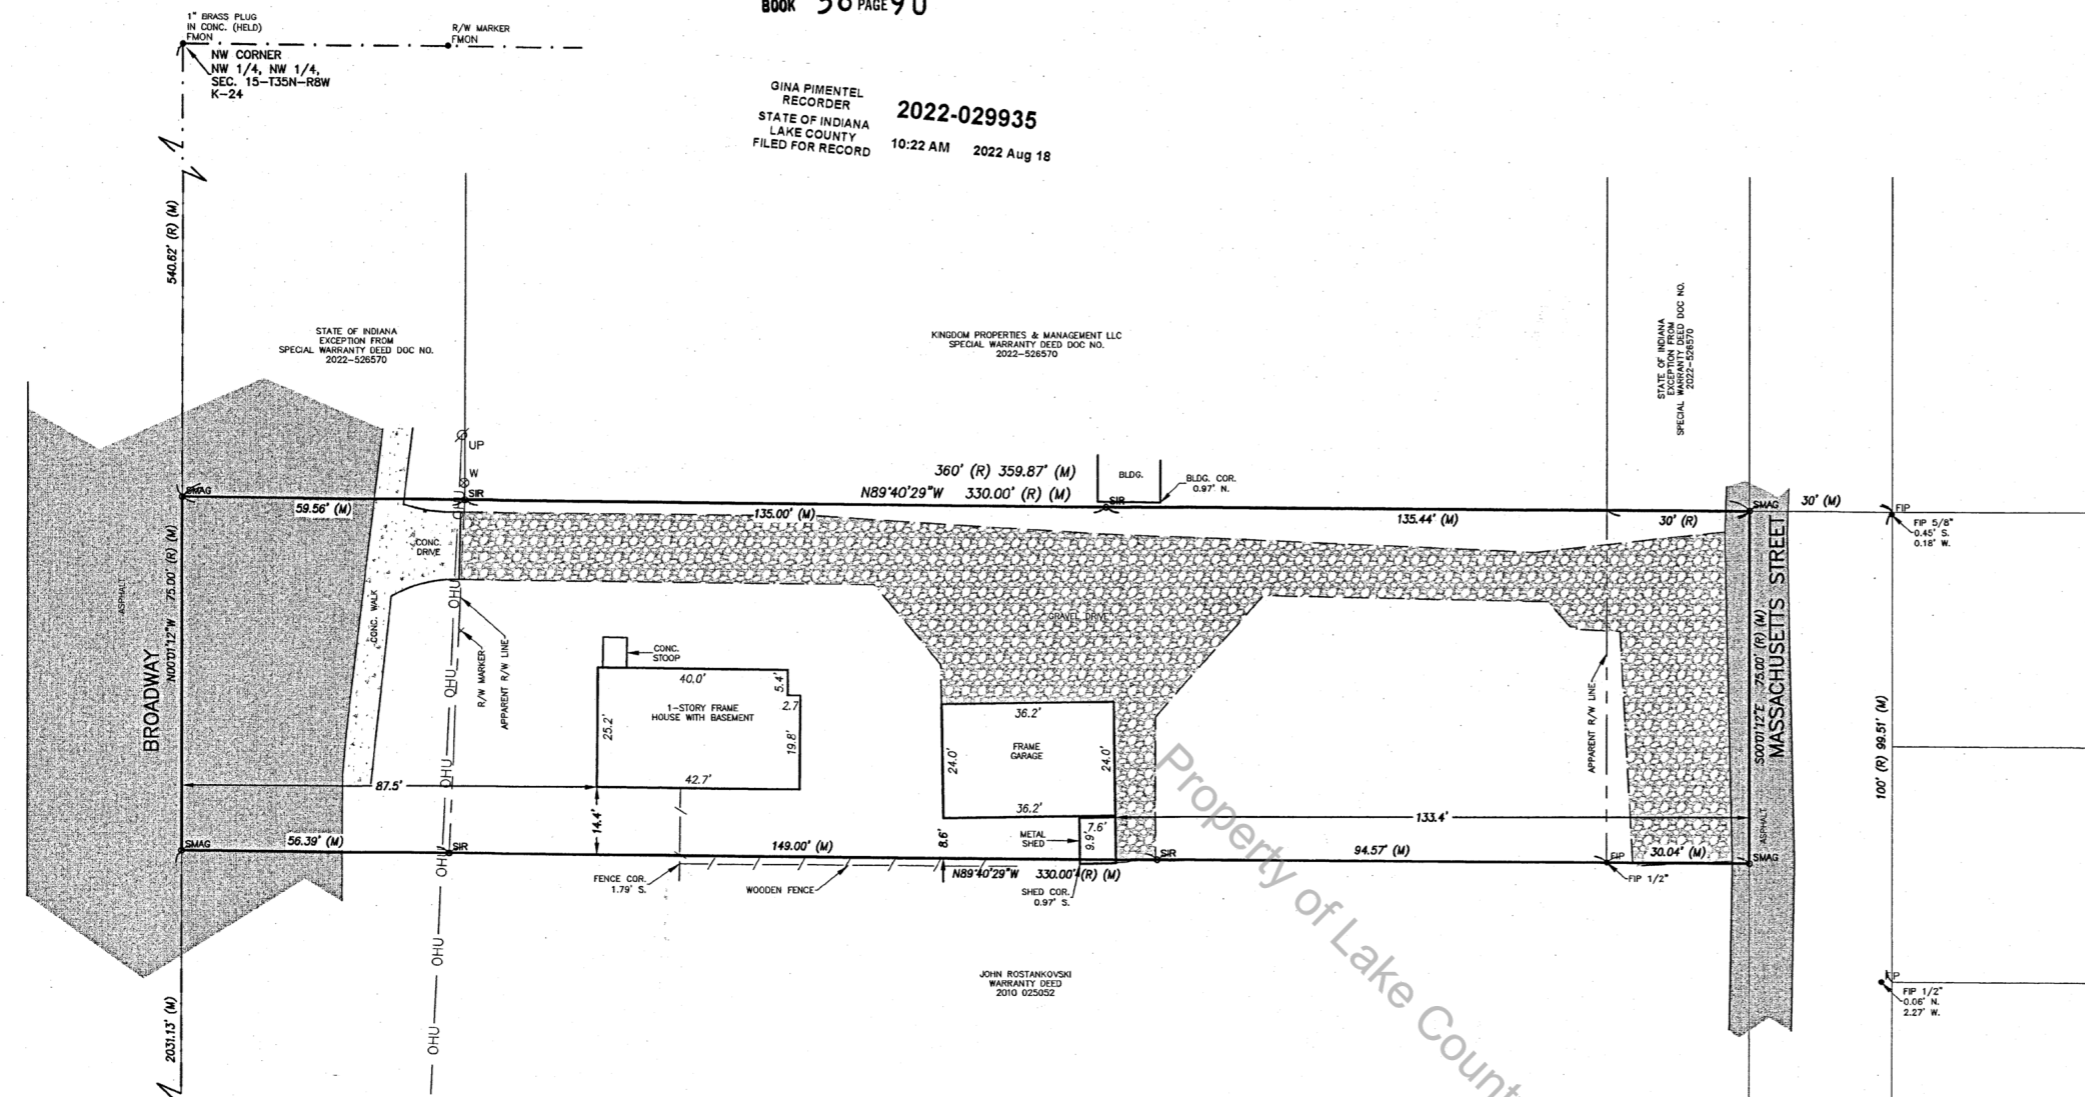 BOOK 38 PAGE 90
1" BRASS PLUG
IN CONC. (HELD)
FMON
R/W MARKER
FMON
NW CORNER
NW 1/4, NW 1/4,
SEC. 15-T35N-R8W
K-24
GINA PIMENTEL
RECORDER
STATE OF INDIANA
LAKE COUNTY
FILED FOR RECORD
2022-029935
10:22 AM 2022 Aug 18
540.62' (R) (M)
STATE OF INDIANA
EXCEPTION FROM
SPECIAL WARRANTY DEED DOC NO.
2022-526570
KINGDOM PROPERTIES & MANAGEMENT LLC
SPECIAL WARRANTY DEED DOC NO.
2022-526570
STATE OF INDIANA
EXCEPTION FROM
SPECIAL WARRANTY DEED DOC NO.
2022-526570
UP
W
360' (R) 359.87' (M)
N89°40'29"W 330.00' (R) (M)
BLDG.
BLDG. COR.
0.97' N.
SMAG
SIR
SIR
SMAG
30' (M)
FIP
59.56' (M)
135.00' (M)
135.44' (M)
30' (R)
FIP 5/8"
0.45' S.
0.18' W.
OHU
CONC.
DRIVE
ASPHALT
BROADWAY
N00°01'12"W 75.00' (R) (M)
CONC. WALK
OHU
R/W MARKER
APPARENT R/W LINE
CONC.
STOOP
GRAVEL DRIVE
40.0'
5.4'
2.7
1-STORY FRAME
HOUSE WITH BASEMENT
25.2'
19.8'
42.7'
36.2'
FRAME
GARAGE
24.0'
24.0'
36.2'
APPARENT R/W LINE
MASSACHUSETTS STREET
S00°01'12"E 75.00' (R) (M)
ASPHALT
100' (R) 99.51' (M)
OHU
OHU
87.5'
14.4'
133.4'
METAL
SHED
7.6'
9.9'
8.6'
SMAG
56.39' (M)
SIR
149.00' (M)
SIR
94.57' (M)
FIP
30.04' (M)
SMAG
OHU
FENCE COR.
1.79' S.
WOODEN FENCE
N89°40'29"W 330.00' (R) (M)
SHED COR.
0.97' S.
FIP 1/2"
OHU
OHU
JOHN ROSTANKOVSKI
WARRANTY DEED
2010 025052
FIP
FIP 1/2"
0.06' N.
2.27' W.
2031.13' (M)
Property of Lake Count